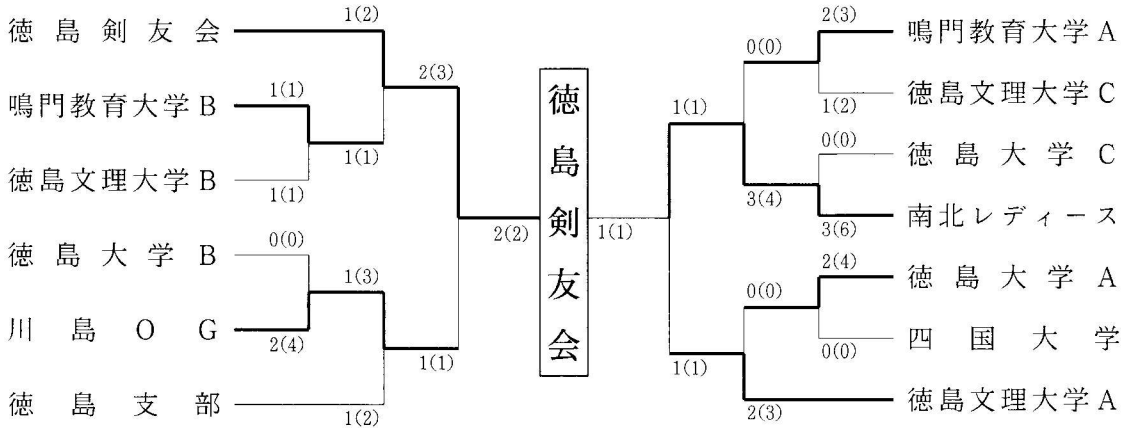 徳島剣友会
鳴門教育大学B
徳島文理大学B
徳島大学B
川島OG
徳島支部
1(2)
1(1)
1(1)
0(0)
2(4)
1(1)
1(3)
1(2)
2(3)
1(1)
2(2)
徳島剣友会
1(1)
1(1)
1(1)
0(0)
3(4)
0(0)
2(3)
2(3)
1(2)
0(0)
3(6)
2(4)
0(0)
鳴門教育大学A
徳島文理大学C
徳島大学C
南北レディース
徳島大学A
四国大学
徳島文理大学A